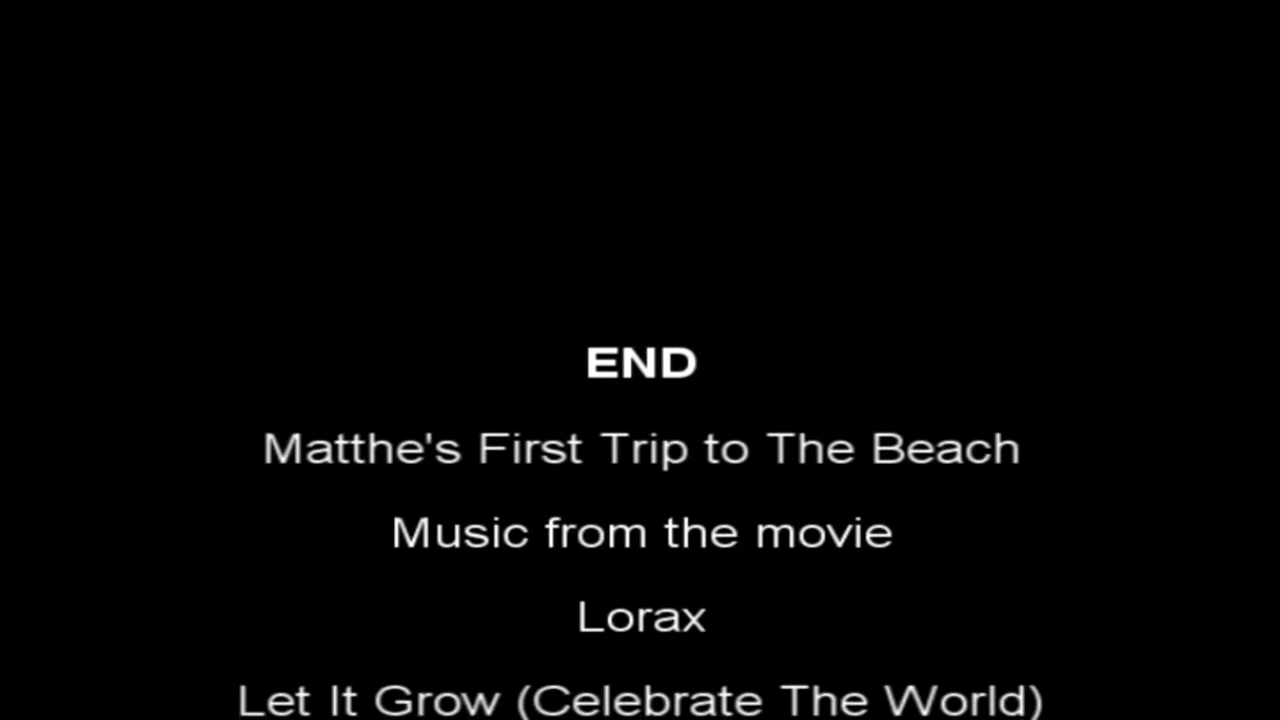 END
Matthe's First Trip to The Beach
Music from the movie
Lorax
Let It Grow (Celebrate The World)